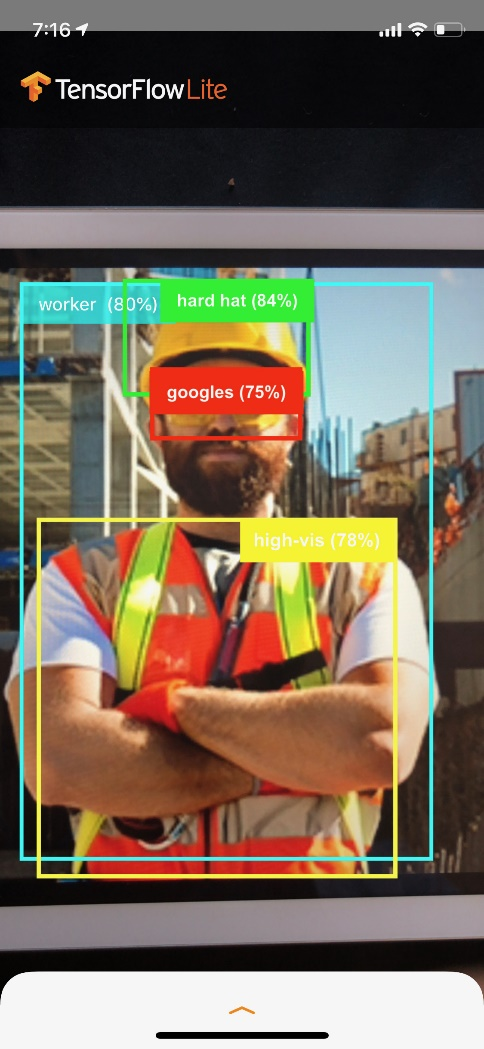 7:16
TensorFlow Lite
worker (80%)
hard hat (84%)
googles (75%)
high-vis (78%)